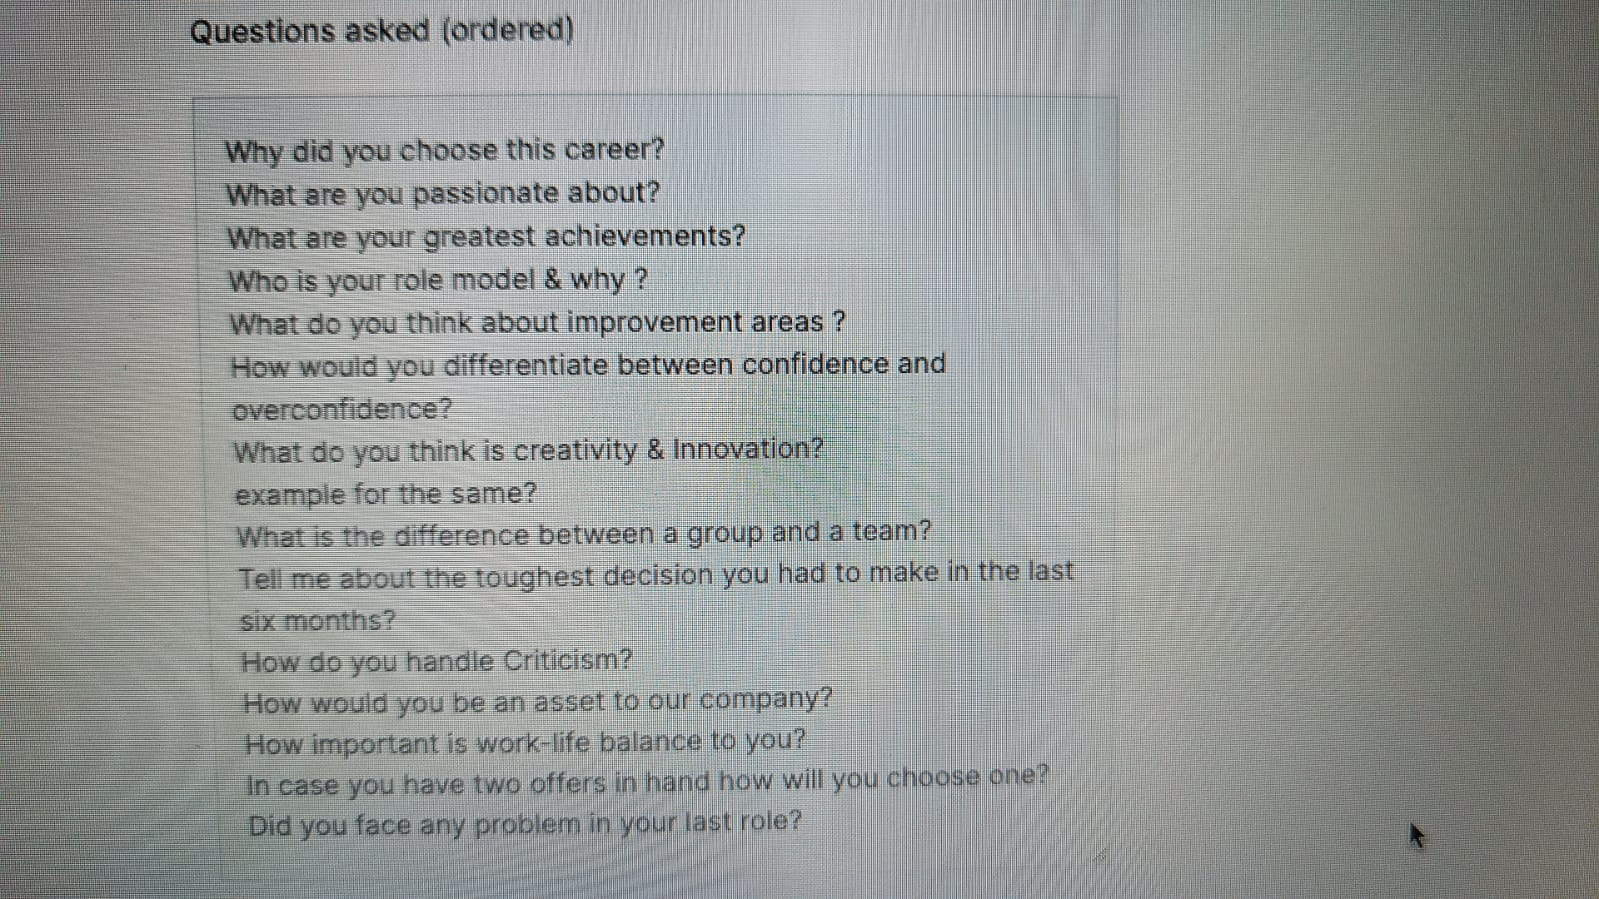 Questions asked (ordered)
Why did you choose this career?
What are you passionate about?
What are your greatest achievements?
Who is your role model & why ?
What do you think about improvement areas ?
How would you differentiate between confidence and
overconfidence?
What do you think is creativity & Innovation?
example for the same?
What is the difference between a group and a team?
Tell me about the toughest decision you had to make in the last
six months?
How do you handle Criticism?
How would you be an asset to our company?
How important is work-life balance to you?
In case you have two offers in hand how will you choose one?
Did you face any problem in your last role?